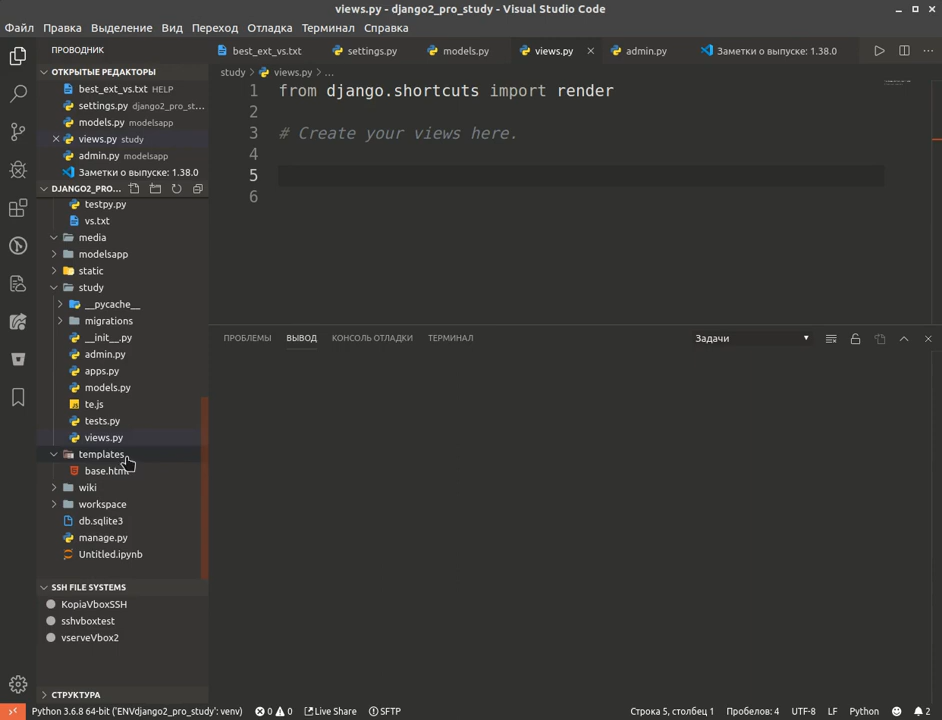 views.py - django2_pro_study - Visual Studio Code
Файл Правка Выделение Вид Переход Отладка Терминал Справка
ПРОВОДНИК
best_ext_vs.txt settings.py models.py views.py admin.py Заметки о выпуске: 1.38.0
ОТКРЫТЫЕ РЕДАКТОРЫ
best_ext_vs.txt HELP
settings.py django2_pro_st...
models.py modelsapp
views.py study
admin.py modelsapp
Заметки о выпуске: 1.38.0
DJANGO2_PRO...
testpy.py
vs.txt
media
modelsapp
static
study
__pycache__
migrations
__init__.py
admin.py
apps.py
models.py
te.js
tests.py
views.py
templates
base.html
wiki
workspace
db.sqlite3
manage.py
Untitled.ipynb
SSH FILE SYSTEMS
KopiaVboxSSH
sshvboxtest
vserveVbox2
СТРУКТУРА
study > views.py > ...
1 from django.shortcuts import render
2
3 # Create your views here.
4
5
6
ПРОБЛЕМЫ ВЫВОД КОНСОЛЬ ОТЛАДКИ ТЕРМИНАЛ Задачи
Python 3.6.8 64-bit ('ENVdjango2_pro_study': venv) 0 0 Live Share SFTP Строка 5, столбец 1 Пробелов: 4 UTF-8 LF Python 2